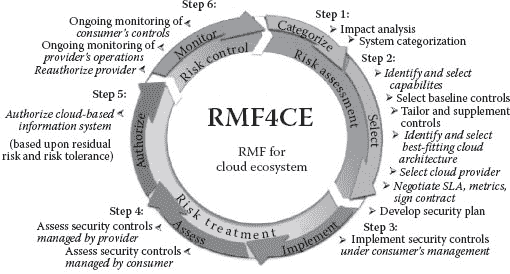 Step 6:
Ongoing monitoring of
consumer's controls
Ongoing monitoring of
provider's operations
Reauthorize provider
Step 1:
Impact analysis
System categorization
Step 2:
Identify and select
capabilites
Select baseline controls
Tailor and supplement
controls
Identify and select
best-fitting cloud
architecture
Select cloud provider
Negotiate SLA, metrics,
sign contract
Develop security plan
Step 3:
Implement security controls
under consumer's management
Step 4:
Assess security controls
managed by provider
Assess security controls
managed by consumer
Step 5:
Authorize cloud-based
information system
(based upon residual
risk and risk tolerance)
Monitor
Categorize
Select
Implement
Assess
Authorize
Risk control
Risk assessment
Risk treatment
RMF4CE
RMF for
cloud ecosystem